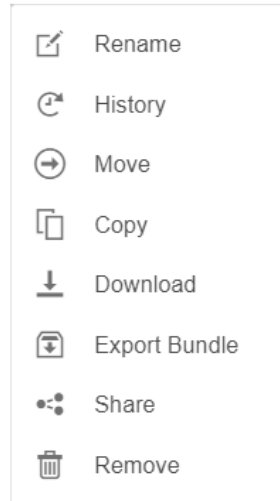 Rename
History
Move
Copy
Download
Export Bundle
Share
Remove